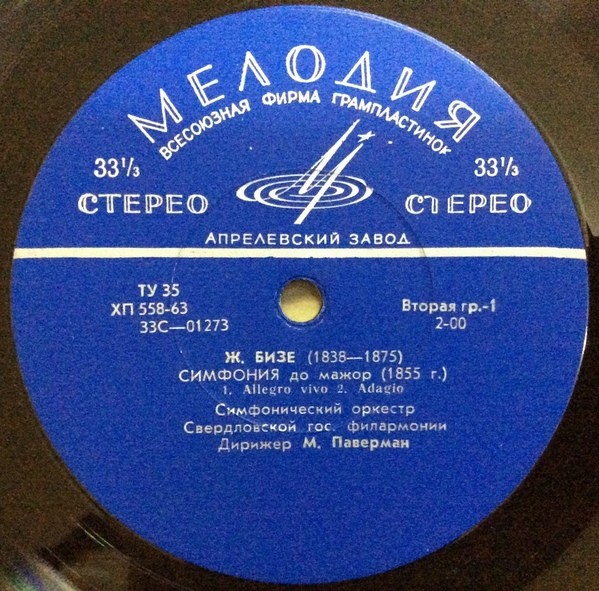 МЕЛОДИЯ
ВСЕСОЮЗНАЯ ФИРМА ГРАМПЛАСТИНОК
33⅓ 33⅓
СТЕРЕО СТЕРЕО
АПРЕЛЕВСКИЙ ЗАВОД
ТУ 35
ХП 558-63
33С—01273
Вторая гр.-1
2-00
Ж. БИЗЕ (1838—1875)
СИМФОНИЯ до мажор (1855 г.)
1. Allegro vivo 2. Adagio
Симфонический оркестр
Свердловской гос. филармонии
Дирижер М. Паверман